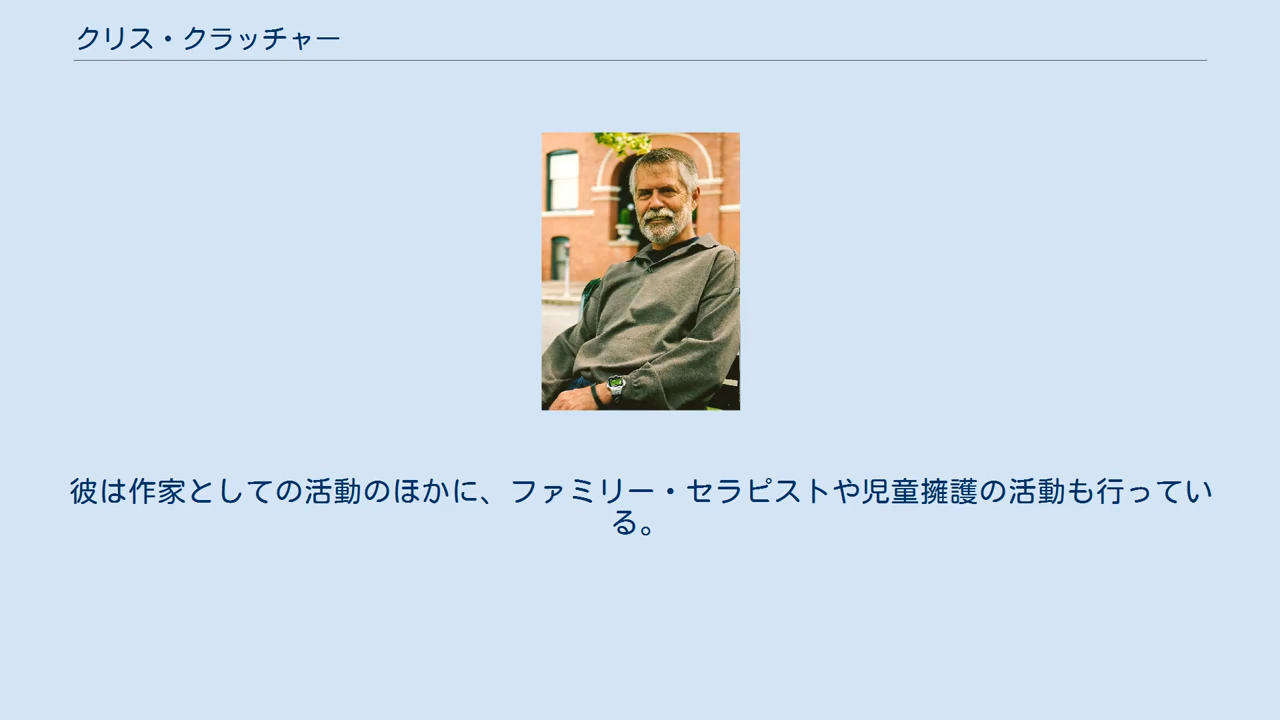 クリス・クラッチャー
彼は作家としての活動のほかに、ファミリー・セラピストや児童擁護の活動も行ってい
る。